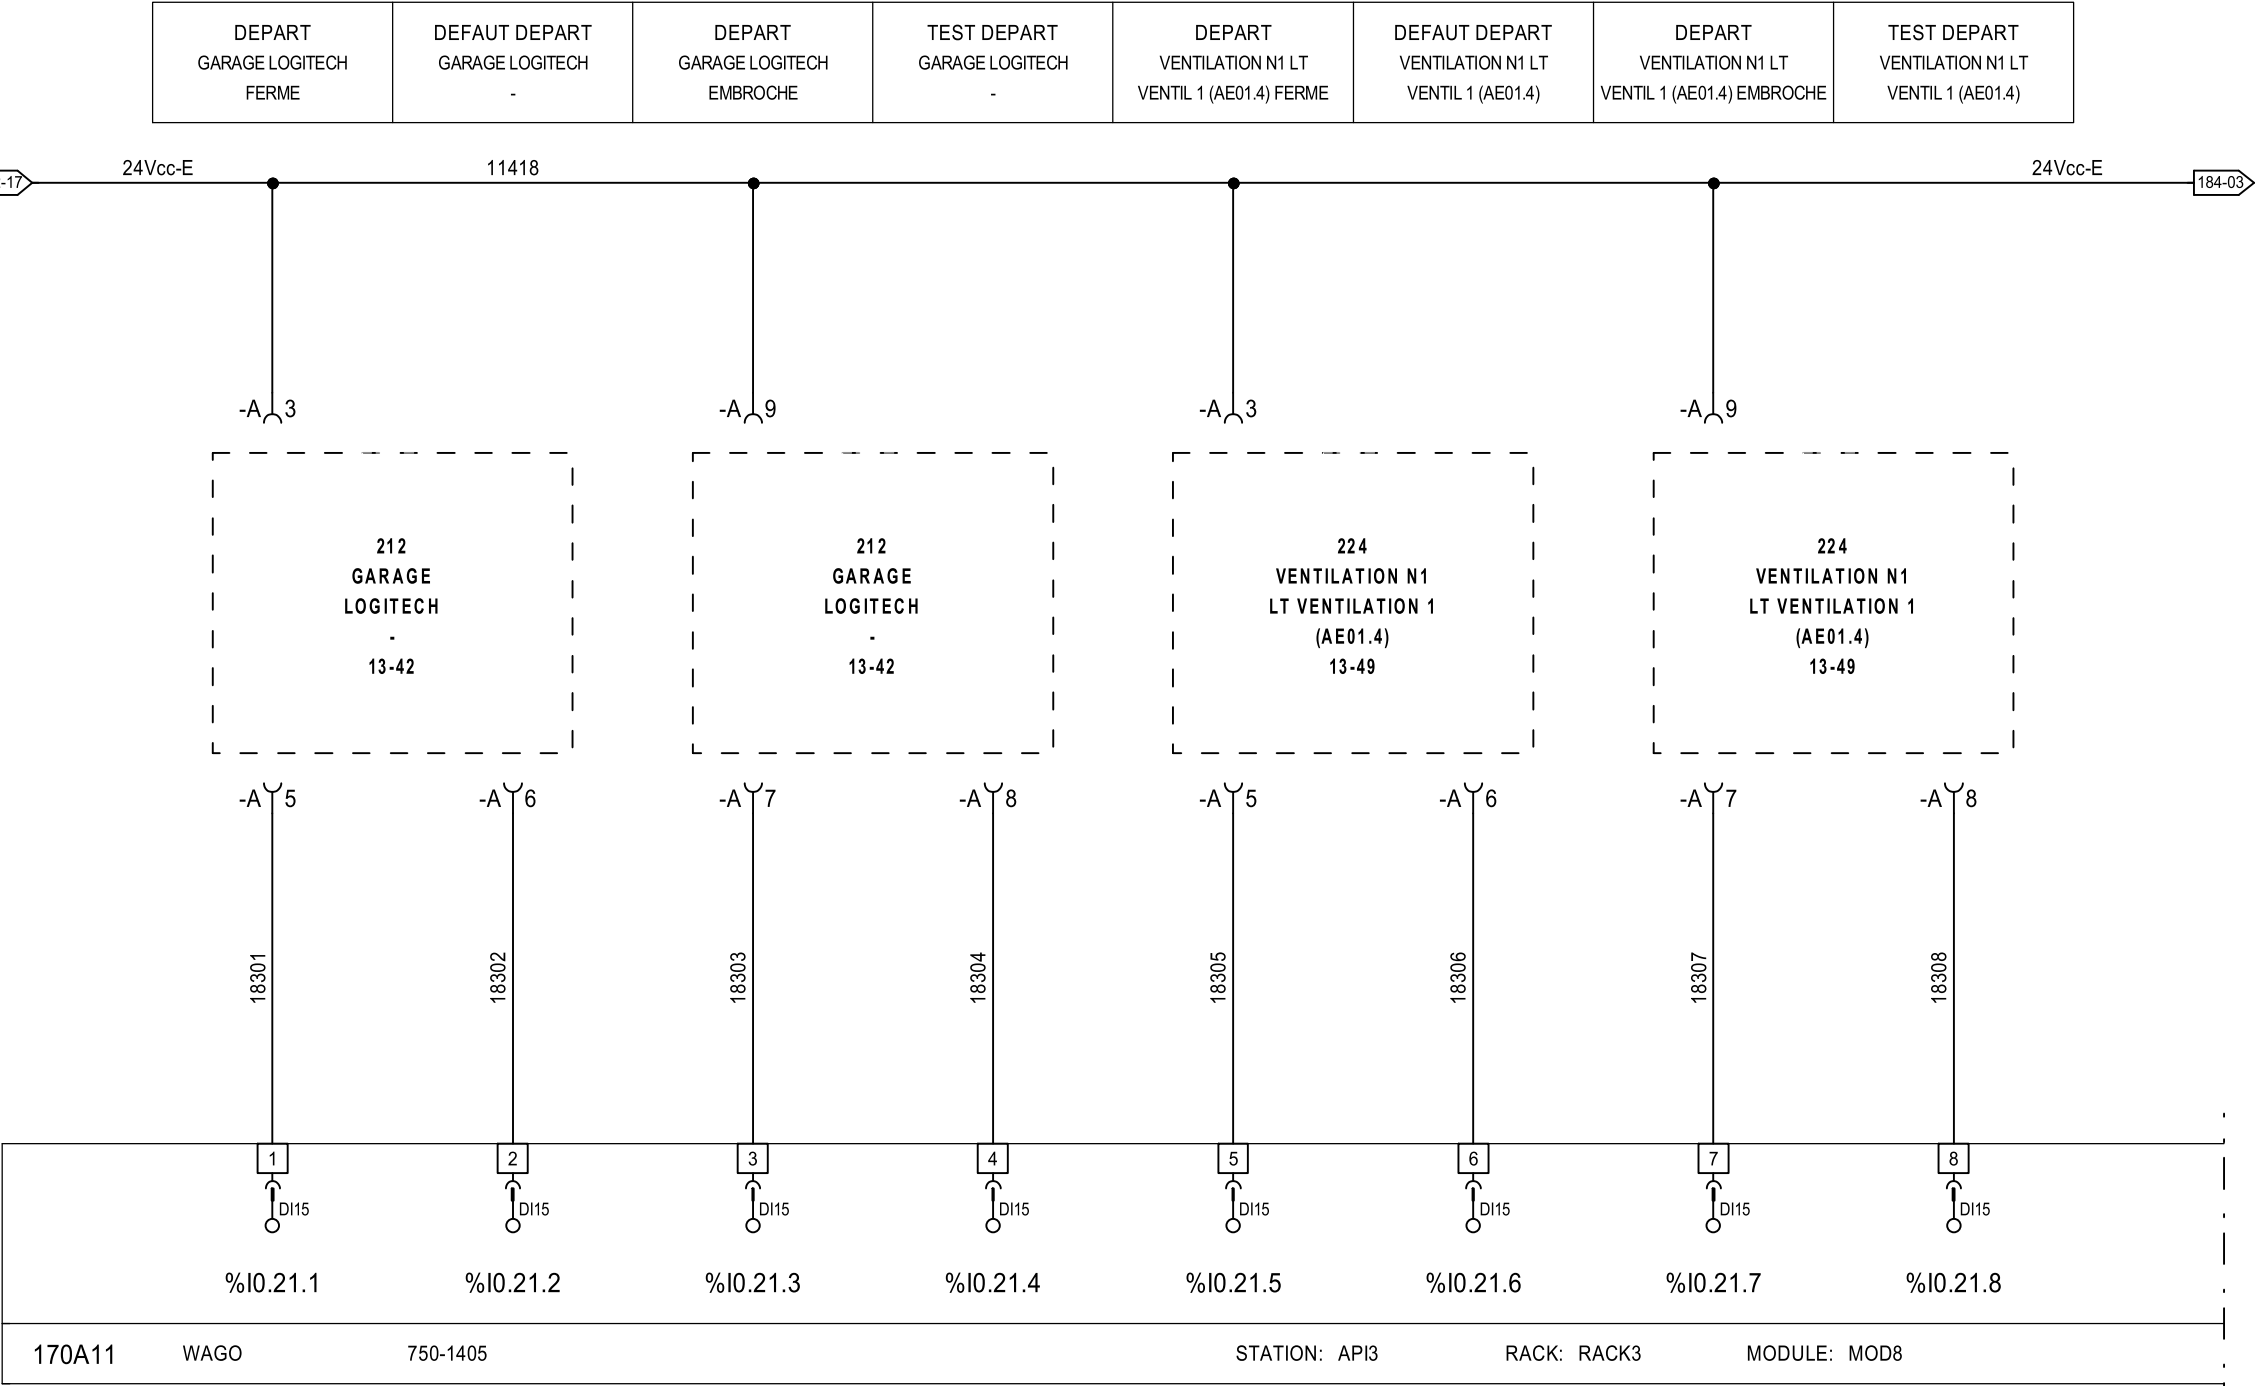 DEPART
GARAGE LOGITECH
FERME
DEFAUT DEPART
GARAGE LOGITECH
-
DEPART
GARAGE LOGITECH
EMBROCHE
TEST DEPART
GARAGE LOGITECH
-
DEPART
VENTILATION N1 LT
VENTIL 1 (AE01.4) FERME
DEFAUT DEPART
VENTILATION N1 LT
VENTIL 1 (AE01.4)
DEPART
VENTILATION N1 LT
VENTIL 1 (AE01.4) EMBROCHE
TEST DEPART
VENTILATION N1 LT
VENTIL 1 (AE01.4)
-17
24Vcc-E
11418
24Vcc-E
184-03
-A 3
-A 9
-A 3
-A 9
212
GARAGE
LOGITECH
-
13-42
212
GARAGE
LOGITECH
-
13-42
224
VENTILATION N1
LT VENTILATION 1
(AE01.4)
13-49
224
VENTILATION N1
LT VENTILATION 1
(AE01.4)
13-49
-A 5
-A 6
-A 7
-A 8
-A 5
-A 6
-A 7
-A 8
18301
18302
18303
18304
18305
18306
18307
18308
1
2
3
4
5
6
7
8
DI15
DI15
DI15
DI15
DI15
DI15
DI15
DI15
%I0.21.1
%I0.21.2
%I0.21.3
%I0.21.4
%I0.21.5
%I0.21.6
%I0.21.7
%I0.21.8
170A11 WAGO 750-1405 STATION: API3 RACK: RACK3 MODULE: MOD8